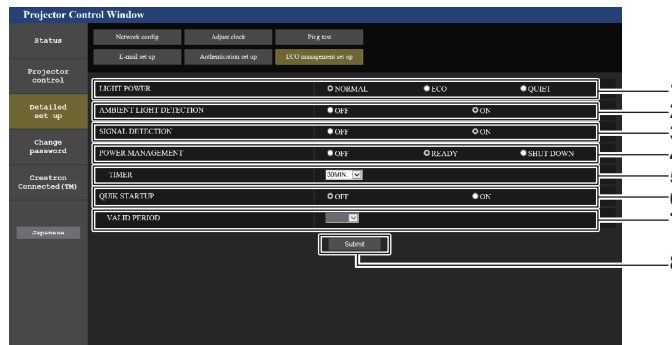 Projector Control Window
Status
Network config Adjust clock Ping test
E-mail set up Authentication set up ECO management set up
Projector control
Detailed set up
Change password
Crestron Connected(TM)
Japanese
LIGHT POWER NORMAL ECO QUIET
AMBIENT LIGHT DETECTION OFF ON
SIGNAL DETECTION OFF ON
POWER MANAGEMENT OFF READY SHUT DOWN
TIMER 30MIN.
QUIK STARTUP OFF ON
VALID PERIOD
Submit